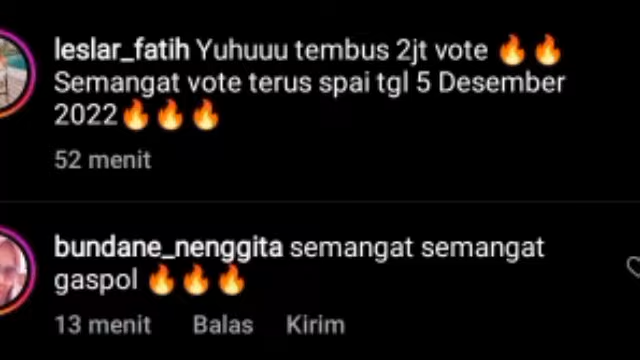 leslar_fatih Yuhuuu tembus 2jt vote 🔥🔥
Semangat vote terus spai tgl 5 Desember
2022🔥🔥🔥
52 menit
bundane_nenggita semangat semangat
gaspol 🔥🔥🔥
13 menit Balas Kirim